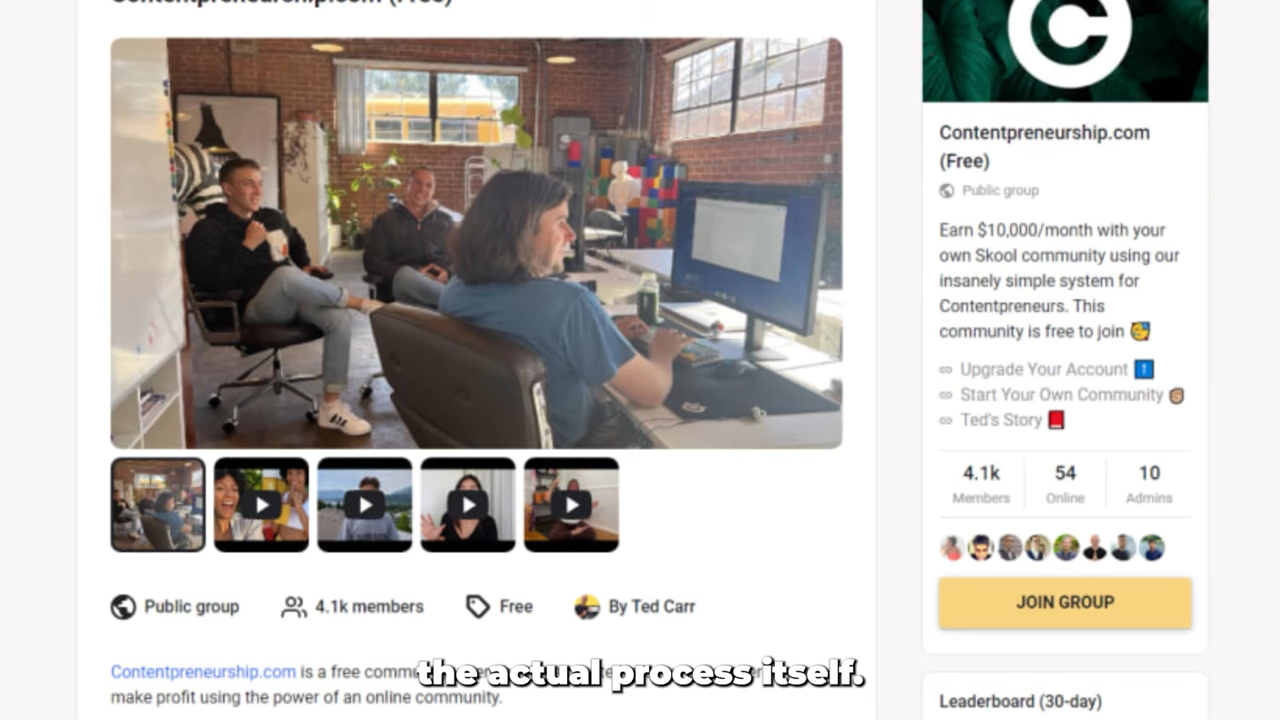 Contentpreneurship.com (Free)
Contentpreneurship.com
(Free)
Public group
Earn $10,000/month with your
own Skool community using our
insanely simple system for
Contentpreneurs. This
community is free to join
Upgrade Your Account
Start Your Own Community
Ted's Story
4.1k
Members
54
Online
10
Admins
JOIN GROUP
Public group
4.1k members
Free
By Ted Carr
Contentpreneurship.com is a free
make profit using the power of an online community.
the actual process itself.
Leaderboard (30-day)